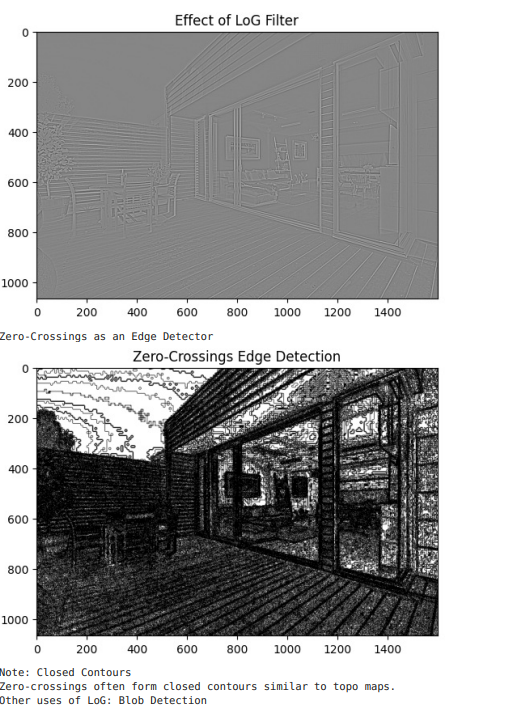 Effect of LoG Filter
0
200
400
600
800
1000
0 200 400 600 800 1000 1200 1400
Zero-Crossings as an Edge Detector
Zero-Crossings Edge Detection
0
200
400
600
800
1000
0 200 400 600 800 1000 1200 1400
Note: Closed Contours
Zero-crossings often form closed contours similar to topo maps.
Other uses of LoG: Blob Detection